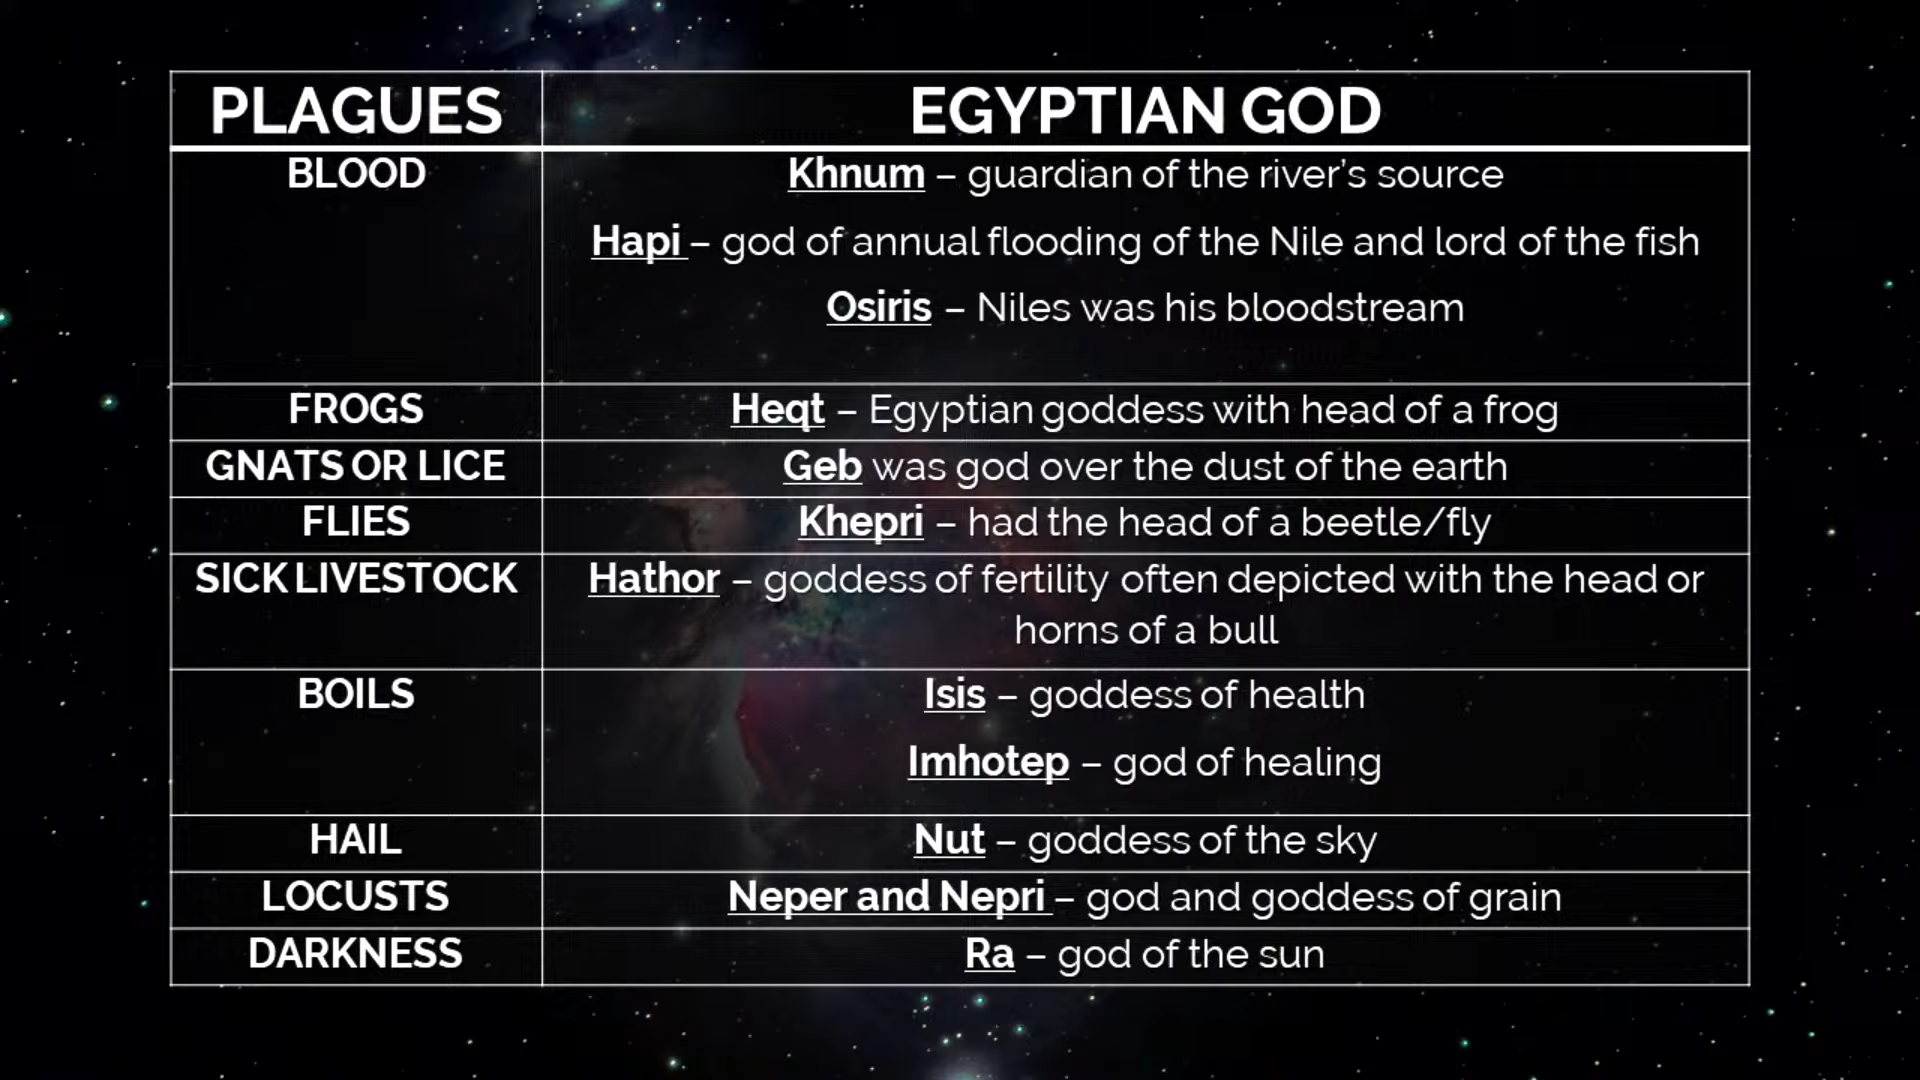 PLAGUES EGYPTIAN GOD
BLOOD Khnum – guardian of the river's source
Hapi – god of annual flooding of the Nile and lord of the fish
Osiris – Niles was his bloodstream
FROGS Heqt – Egyptian goddess with head of a frog
GNATS OR LICE Geb was god over the dust of the earth
FLIES Khepri – had the head of a beetle/fly
SICK LIVESTOCK Hathor – goddess of fertility often depicted with the head or
horns of a bull
BOILS Isis – goddess of health
Imhotep – god of healing
HAIL Nut – goddess of the sky
LOCUSTS Neper and Nepri – god and goddess of grain
DARKNESS Ra – god of the sun